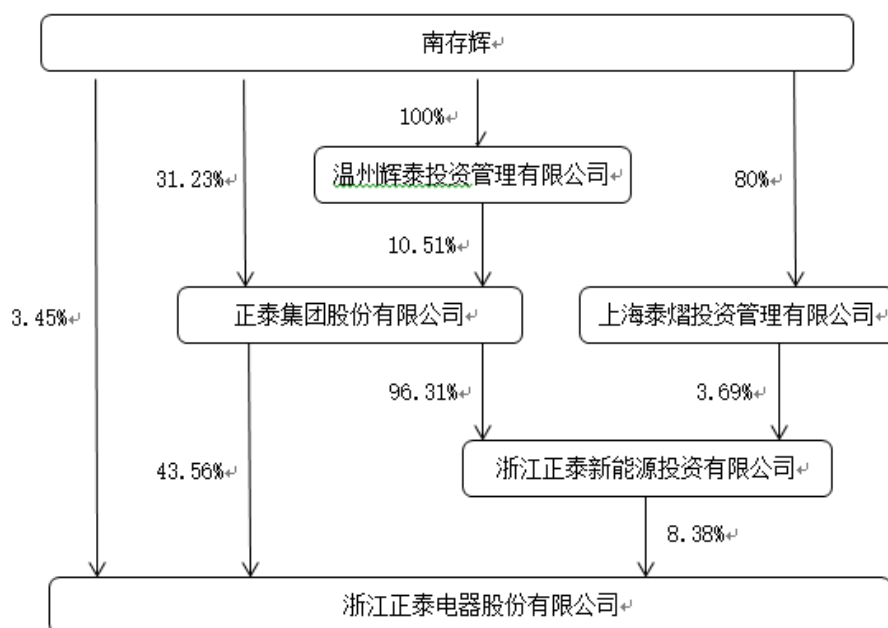 南存辉
100%
温州辉泰投资管理有限公司
31.23%
80%
10.51%
3.45%
正泰集团股份有限公司
上海泰熠投资管理有限公司
96.31%
3.69%
浙江正泰新能源投资有限公司
43.56%
8.38%
浙江正泰电器股份有限公司